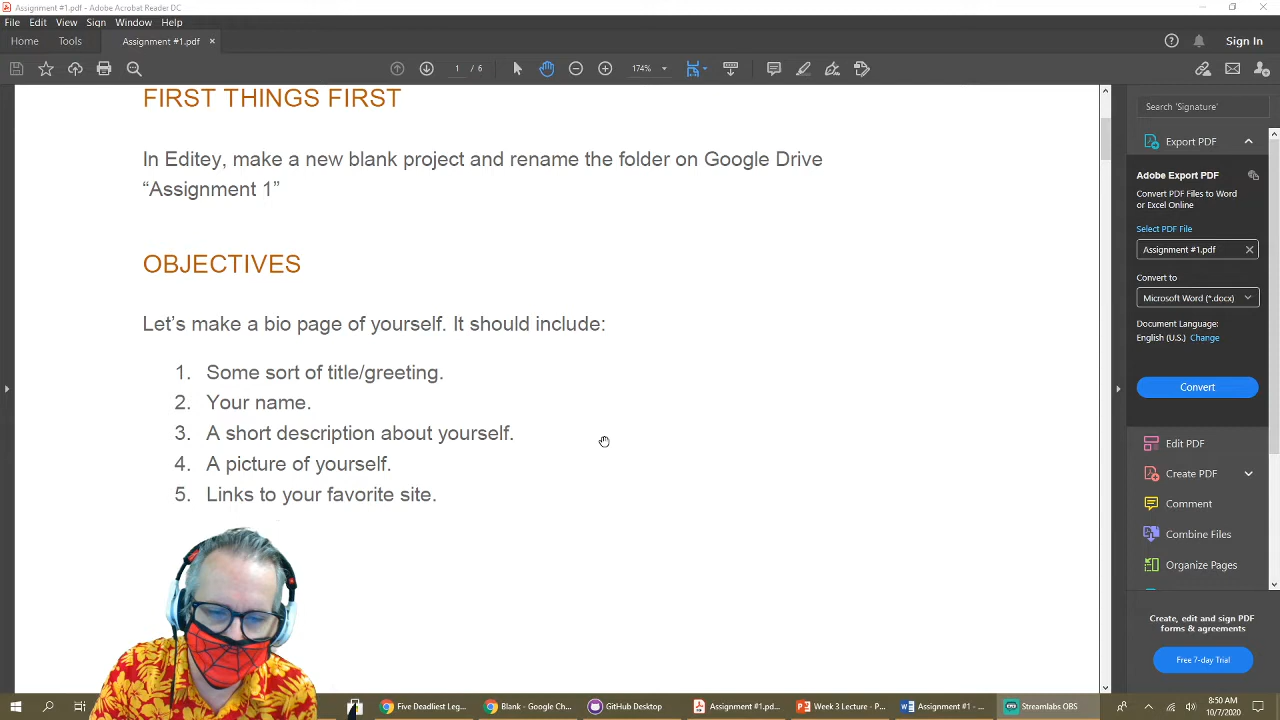 Assignment #1.pdf - Adobe Acrobat Reader DC
File Edit View Sign Window Help
Home Tools Assignment #1.pdf × Sign In
1 / 6 174%
FIRST THINGS FIRST
In Editey, make a new blank project and rename the folder on Google Drive
“Assignment 1”
OBJECTIVES
Let’s make a bio page of yourself. It should include:
1. Some sort of title/greeting.
2. Your name.
3. A short description about yourself.
4. A picture of yourself.
5. Links to your favorite site.
Search 'Signature'
Export PDF
Adobe Export PDF
Convert PDF Files to Word
or Excel Online
Select PDF File
Assignment #1.pdf
Convert to
Microsoft Word (*.docx)
Document Language:
English (U.S.) Change
Convert
Edit PDF
Create PDF
Comment
Combine Files
Organize Pages
Create, edit and sign PDF
forms & agreements
Free 7-day Trial
Five Deadliest Leg... Blank - Google Ch... GitHub Desktop Assignment #1.pd... Week 3 Lecture - P... Assignment #1 - ... Streamlabs OBS
8:50 AM
10/7/2020